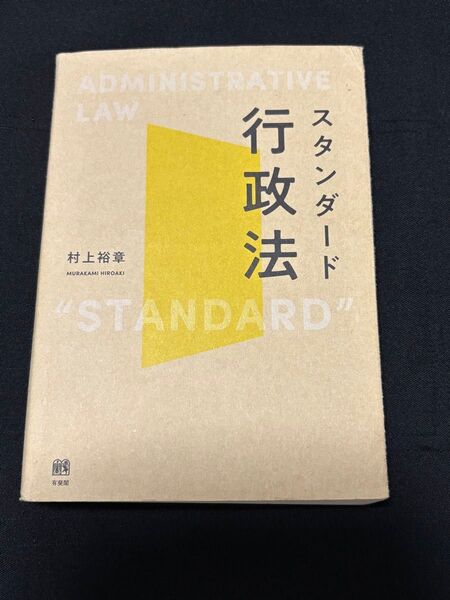 ADMINISTRATIVE
LAW
スタンダード
行政法
村上裕章
MURAKAMI HIROAKI
"STANDARD"
有斐閣